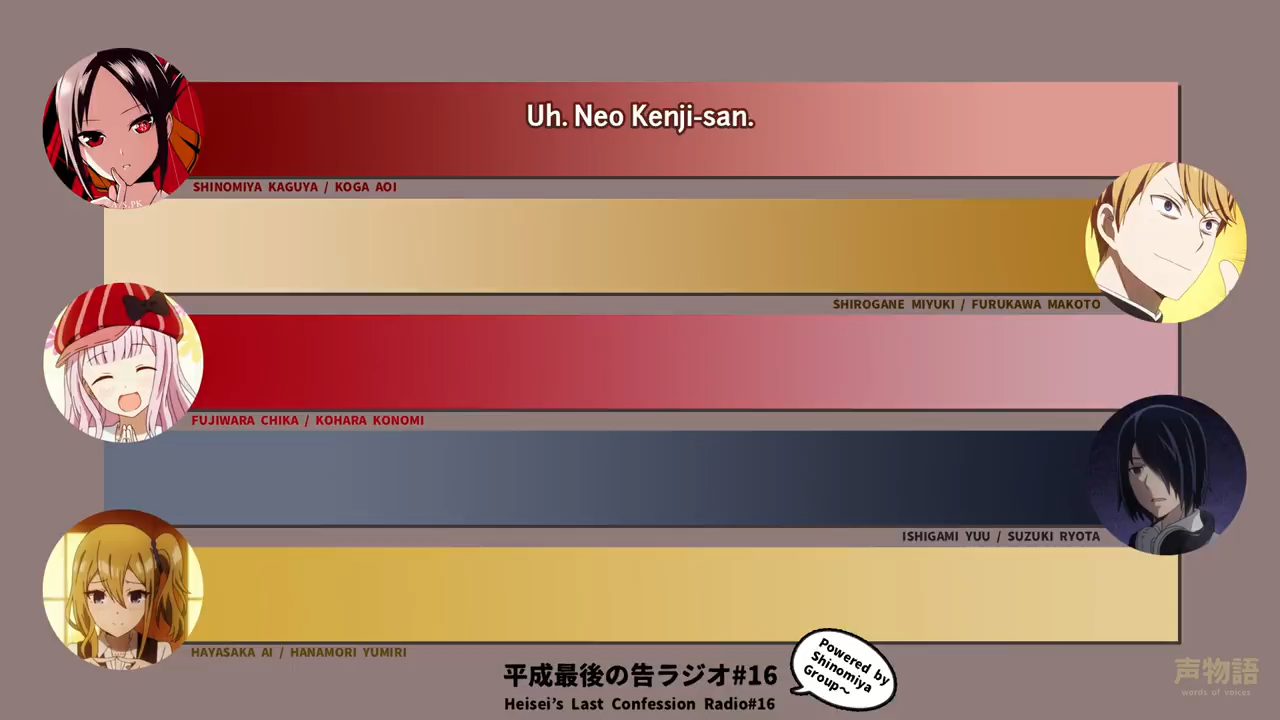 Uh. Neo Kenji-san.
SHINOMIYA KAGUYA / KOGA AOI
SHIROGANE MIYUKI / FURUKAWA MAKOTO
FUJIWARA CHIKA / KOHARA KONOMI
ISHIGAMI YUU / SUZUKI RYOTA
HAYASAKA AI / HANAMORI YUMIRI
平成最後の告ラジオ#16
Heisei's Last Confession Radio#16
Powered by
Shinomiya
Group~
声物語
words of voices